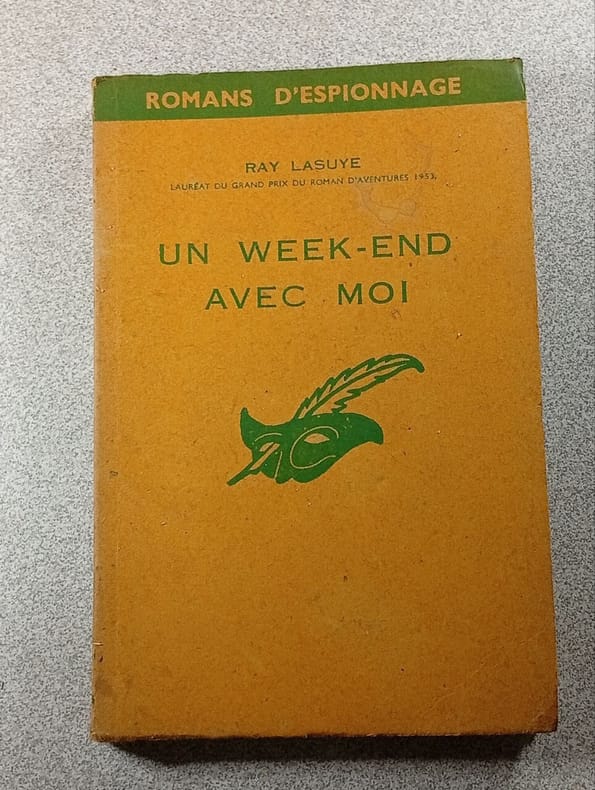 ROMANS D'ESPIONNAGE
RAY LASUYE
LAURÉAT DU GRAND PRIX DU ROMAN D'AVENTURES 1953,
UN WEEK-END
AVEC MOI